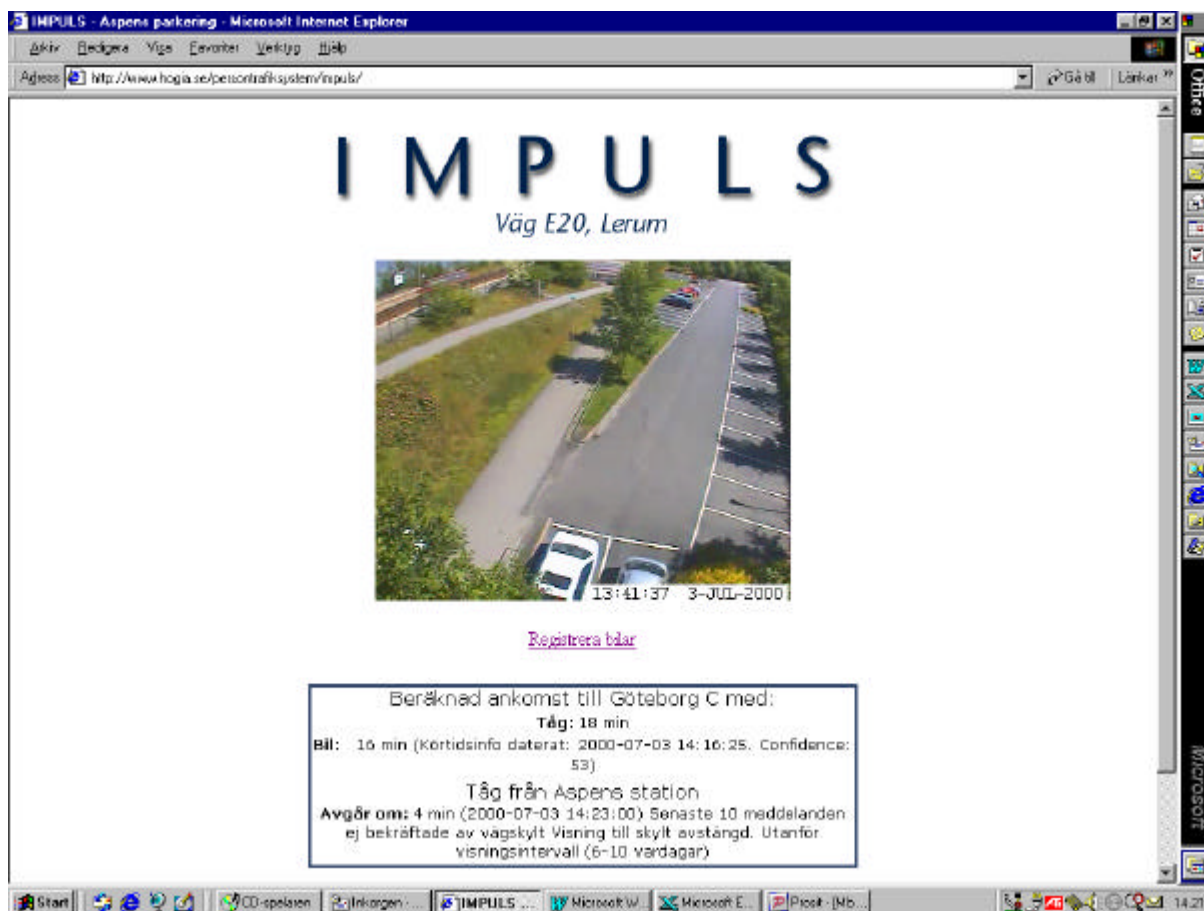 IMPULS - Aspens parkering - Microsoft Internet Explorer
Arkiv Redigera Visa Favoriter Verktyg Hjälp
Adress http://www.hogia.se/persontrafiksystem/impuls/ Gå till Länkar »
Office
IMPULS
Väg E20, Lerum
13:41:37 3-JUL-2000
Registrera bilar
Beräknad ankomst till Göteborg C med:
Tåg: 18 min
Bil: 16 min (Körtidsinfo daterat: 2000-07-03 14:16:25. Confidence:
53)
Tåg från Aspens station
Avgår om: 4 min (2000-07-03 14:23:00) Senaste 10 meddelanden
ej bekräftade av vägskylt Visning till skylt avstängd. Utanför
visningsintervall (6-10 vardagar)
Microsoft
Start CD-spelaren Inkorgen - ... IMPULS ... Microsoft W... Microsoft E...